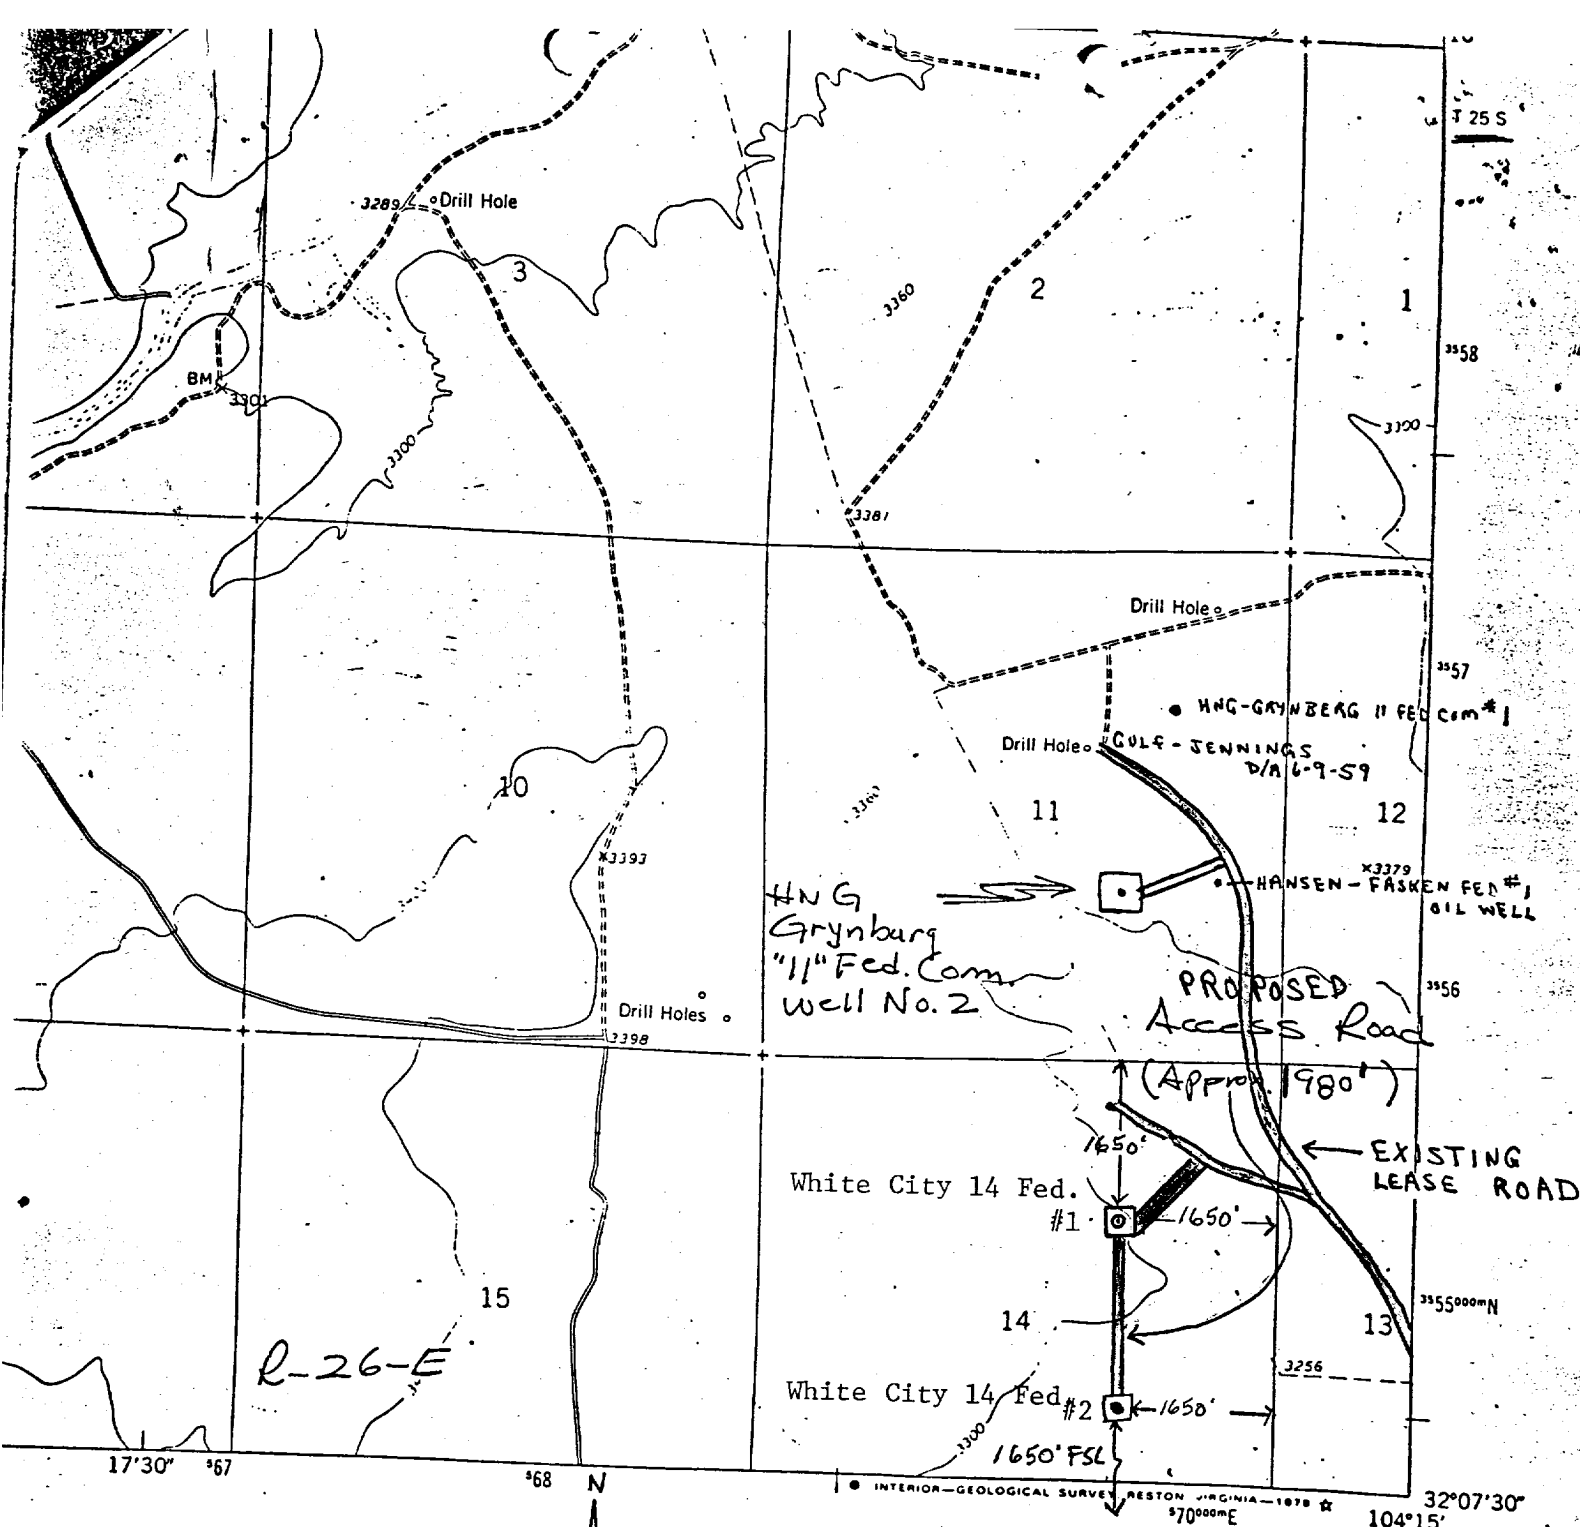 T 25 S
3289
Drill Hole
3
2
1
3360
3558
BM
3301
3300
3300
3381
Drill Hole
3557
HNG-GRYNBERG 11 FED COM #1
Drill Hole
GULF - JENNINGS
D/A 6-9-59
10
3360
11
12
3393
x3379
HANSEN - FASKEN FED #1
OIL WELL
HNG
Grynburg
"11" Fed. Com.
Well No. 2
PROPOSED
Access Road
(Approx. 1980')
3556
Drill Holes
3398
1650'
EXISTING
LEASE ROAD
White City 14 Fed.
#1
1650'
15
14
13
3555000mN
R-26-E
3256
White City 14 Fed.
#2
1650'
3300
1650' FSL
17'30"
567
568
N
INTERIOR—GEOLOGICAL SURVEY, RESTON VIRGINIA—1978
570000mE
32°07'30"
104°15'